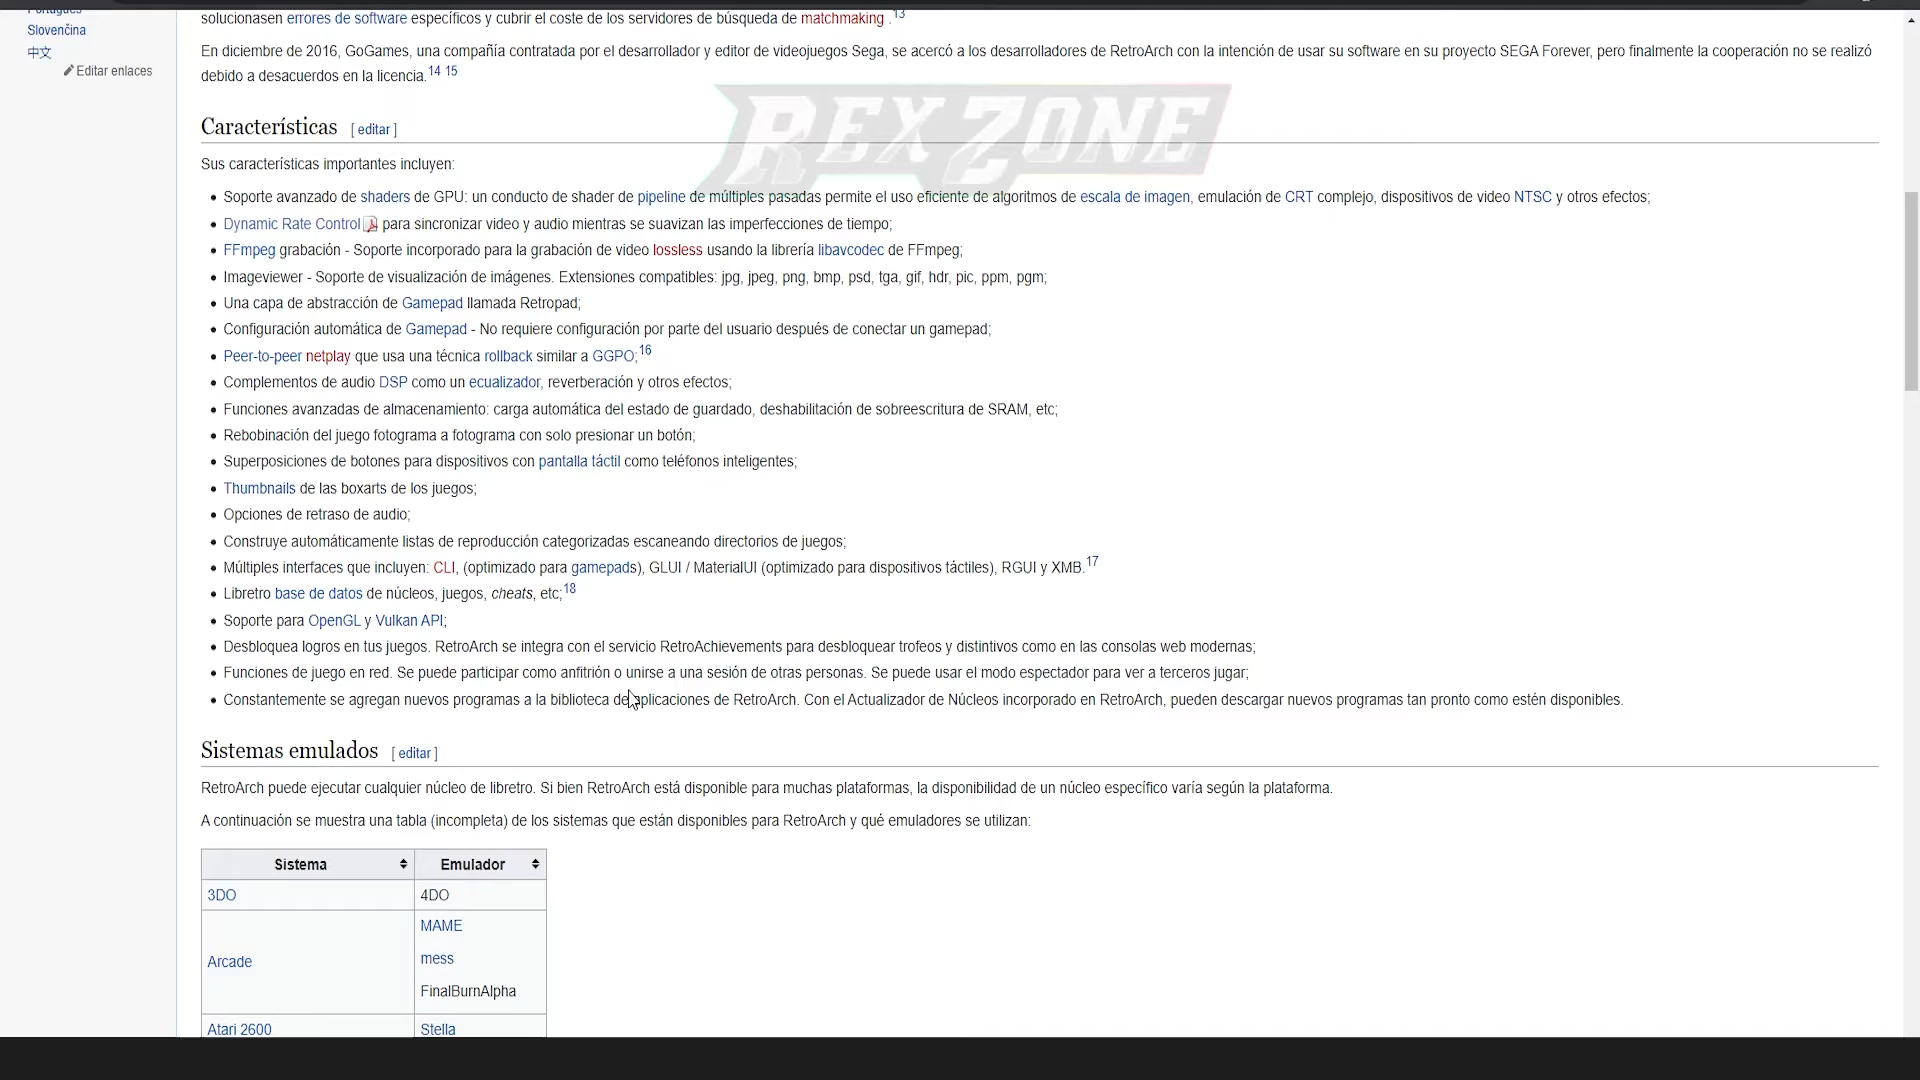 Português
Slovenčina
中文
Editar enlaces
solucionasen errores de software específicos y cubrir el coste de los servidores de búsqueda de matchmaking .13
En diciembre de 2016, GoGames, una compañía contratada por el desarrollador y editor de videojuegos Sega, se acercó a los desarrolladores de RetroArch con la intención de usar su software en su proyecto SEGA Forever, pero finalmente la cooperación no se realizó
debido a desacuerdos en la licencia.14 15
REX ZONE
Características [ editar ]
Sus características importantes incluyen:
• Soporte avanzado de shaders de GPU: un conducto de shader de pipeline de múltiples pasadas permite el uso eficiente de algoritmos de escala de imagen, emulación de CRT complejo, dispositivos de video NTSC y otros efectos;
• Dynamic Rate Control para sincronizar video y audio mientras se suavizan las imperfecciones de tiempo;
• FFmpeg grabación - Soporte incorporado para la grabación de video lossless usando la librería libavcodec de FFmpeg;
• Imageviewer - Soporte de visualización de imágenes. Extensiones compatibles: jpg, jpeg, png, bmp, psd, tga, gif, hdr, pic, ppm, pgm;
• Una capa de abstracción de Gamepad llamada Retropad;
• Configuración automática de Gamepad - No requiere configuración por parte del usuario después de conectar un gamepad;
• Peer-to-peer netplay que usa una técnica rollback similar a GGPO;16
• Complementos de audio DSP como un ecualizador, reverberación y otros efectos;
• Funciones avanzadas de almacenamiento: carga automática del estado de guardado, deshabilitación de sobreescritura de SRAM, etc;
• Rebobinación del juego fotograma a fotograma con solo presionar un botón;
• Superposiciones de botones para dispositivos con pantalla táctil como teléfonos inteligentes;
• Thumbnails de las boxarts de los juegos;
• Opciones de retraso de audio;
• Construye automáticamente listas de reproducción categorizadas escaneando directorios de juegos;
• Múltiples interfaces que incluyen: CLI, (optimizado para gamepads), GLUI / MaterialUI (optimizado para dispositivos táctiles), RGUI y XMB.17
• Libretro base de datos de núcleos, juegos, cheats, etc;18
• Soporte para OpenGL y Vulkan API;
• Desbloquea logros en tus juegos. RetroArch se integra con el servicio RetroAchievements para desbloquear trofeos y distintivos como en las consolas web modernas;
• Funciones de juego en red. Se puede participar como anfitrión o unirse a una sesión de otras personas. Se puede usar el modo espectador para ver a terceros jugar;
• Constantemente se agregan nuevos programas a la biblioteca de aplicaciones de RetroArch. Con el Actualizador de Núcleos incorporado en RetroArch, pueden descargar nuevos programas tan pronto como estén disponibles.
Sistemas emulados [ editar ]
RetroArch puede ejecutar cualquier núcleo de libretro. Si bien RetroArch está disponible para muchas plataformas, la disponibilidad de un núcleo específico varía según la plataforma.
A continuación se muestra una tabla (incompleta) de los sistemas que están disponibles para RetroArch y qué emuladores se utilizan:
Sistema Emulador
3DO 4DO
Arcade
MAME
mess
FinalBurnAlpha
Atari 2600 Stella